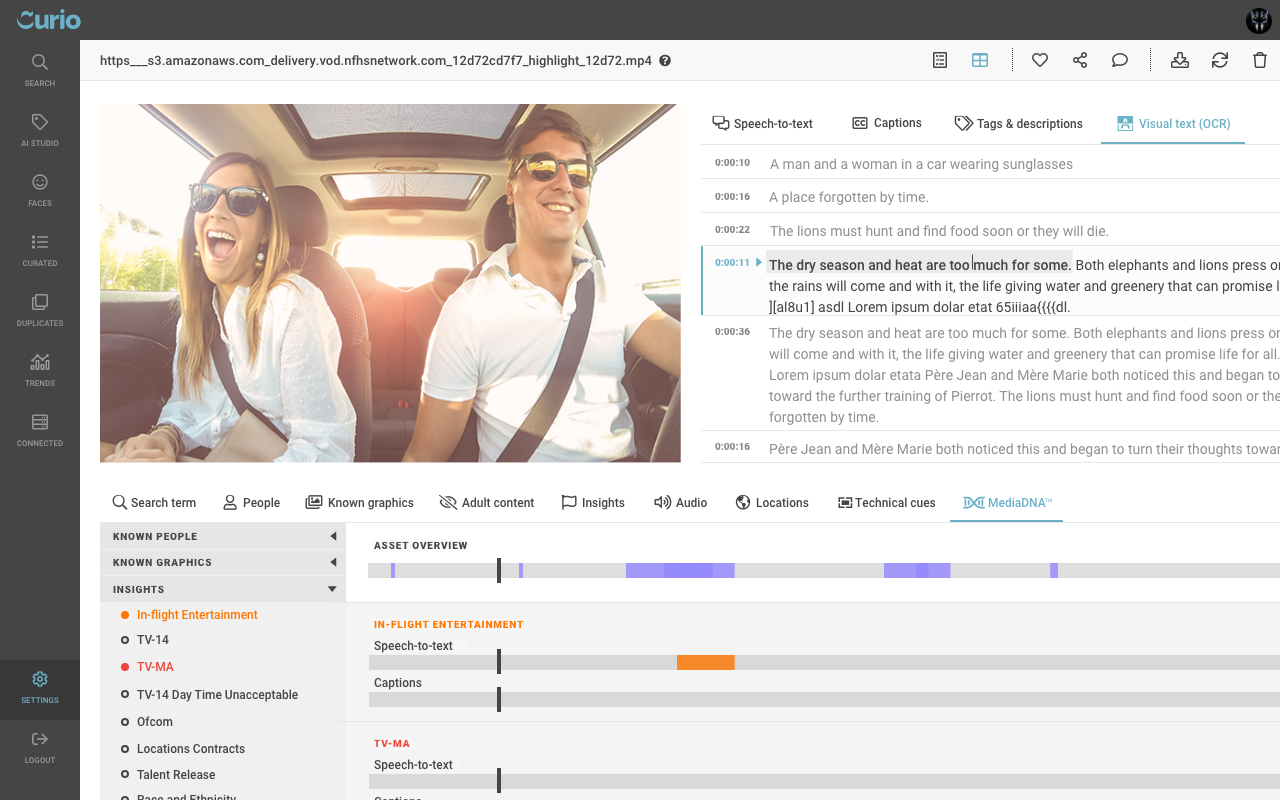 Curio
https___s3.amazonaws.com_delivery.vod.nfhsnetwork.com_12d72cd7f7_highlight_12d72.mp4 ?
SEARCH
AI STUDIO
FACES
CURATED
DUPLICATES
TRENDS
CONNECTED
SETTINGS
LOGOUT
Speech-to-text
CC Captions
Tags & descriptions
Visual text (OCR)
0:00:10 A man and a woman in a car wearing sunglasses
0:00:16 A place forgotten by time.
0:00:22 The lions must hunt and find food soon or they will die.
0:00:11 The dry season and heat are too much for some. Both elephants and lions press or
the rains will come and with it, the life giving water and greenery that can promise l
][al8u1] asdl Lorem ipsum dolar etat 65iiiaa{{{{dl.
0:00:36 The dry season and heat are too much for some. Both elephants and lions press or
will come and with it, the life giving water and greenery that can promise life for all.
Lorem ipsum dolar etata Père Jean and Mère Marie both noticed this and began to
toward the further training of Pierrot. The lions must hunt and find food soon or the
forgotten by time.
0:00:16 Père Jean and Mère Marie both noticed this and began to turn their thoughts towar
Search term
People
Known graphics
Adult content
Insights
Audio
Locations
Technical cues
MediaDNA™
KNOWN PEOPLE
KNOWN GRAPHICS
INSIGHTS
In-flight Entertainment
TV-14
TV-MA
TV-14 Day Time Unacceptable
Ofcom
Locations Contracts
Talent Release
Race and Ethnicity
ASSET OVERVIEW
IN-FLIGHT ENTERTAINMENT
Speech-to-text
Captions
TV-MA
Speech-to-text
Captions